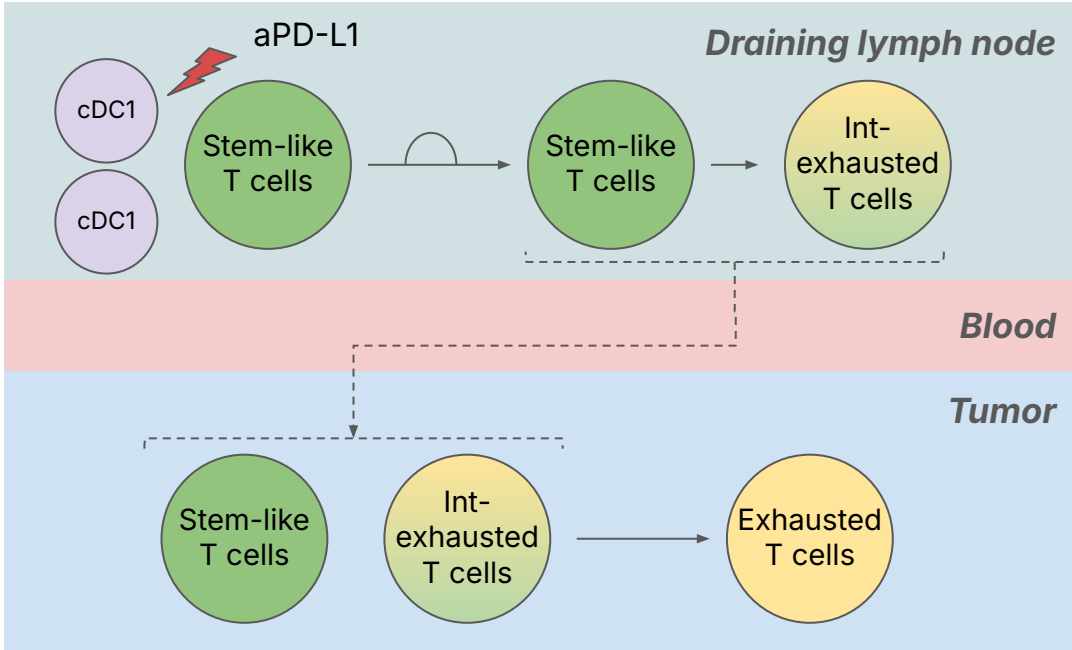 aPD-L1
Draining lymph node
cDC1
cDC1
Stem-like
T cells
Stem-like
T cells
Int-
exhausted
T cells
Blood
Tumor
Stem-like
T cells
Int-
exhausted
T cells
Exhausted
T cells